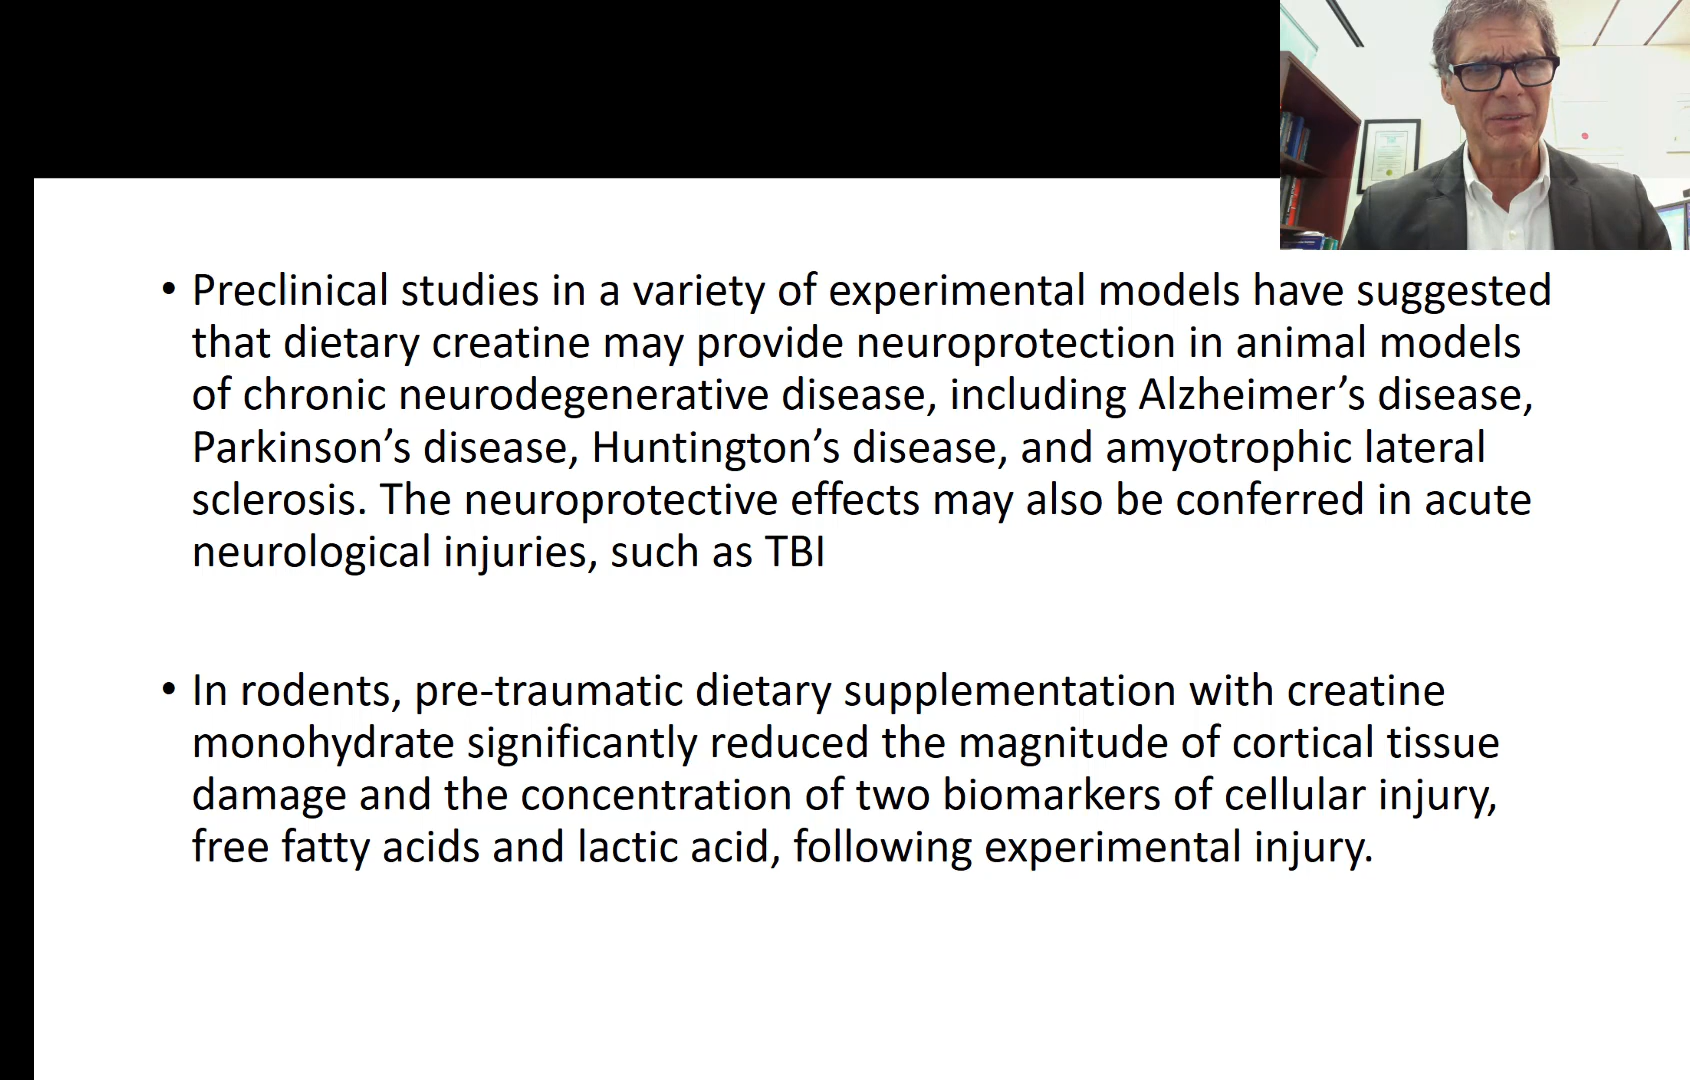 • Preclinical studies in a variety of experimental models have suggested
that dietary creatine may provide neuroprotection in animal models
of chronic neurodegenerative disease, including Alzheimer’s disease,
Parkinson’s disease, Huntington’s disease, and amyotrophic lateral
sclerosis. The neuroprotective effects may also be conferred in acute
neurological injuries, such as TBI
• In rodents, pre-traumatic dietary supplementation with creatine
monohydrate significantly reduced the magnitude of cortical tissue
damage and the concentration of two biomarkers of cellular injury,
free fatty acids and lactic acid, following experimental injury.